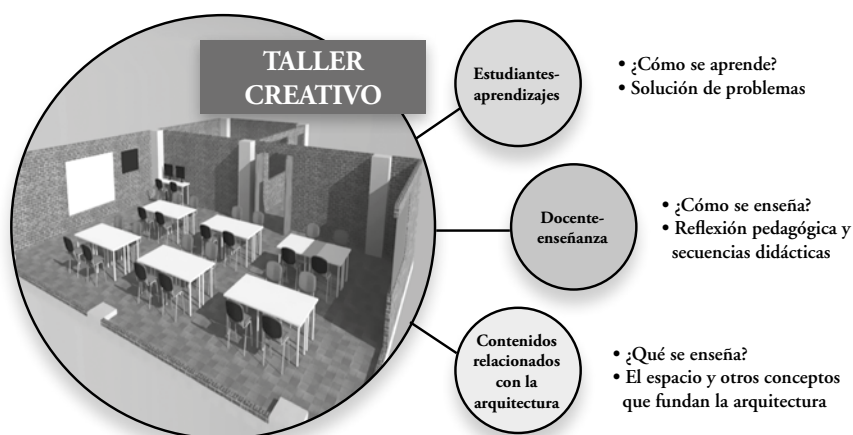 TALLER
CREATIVO
Estudiantes-
aprendizajes
• ¿Cómo se aprende?
• Solución de problemas
Docente-
enseñanza
• ¿Cómo se enseña?
• Reflexión pedagógica y
secuencias didácticas
Contenidos
relacionados
con la
arquitectura
• ¿Qué se enseña?
• El espacio y otros conceptos
que fundan la arquitectura